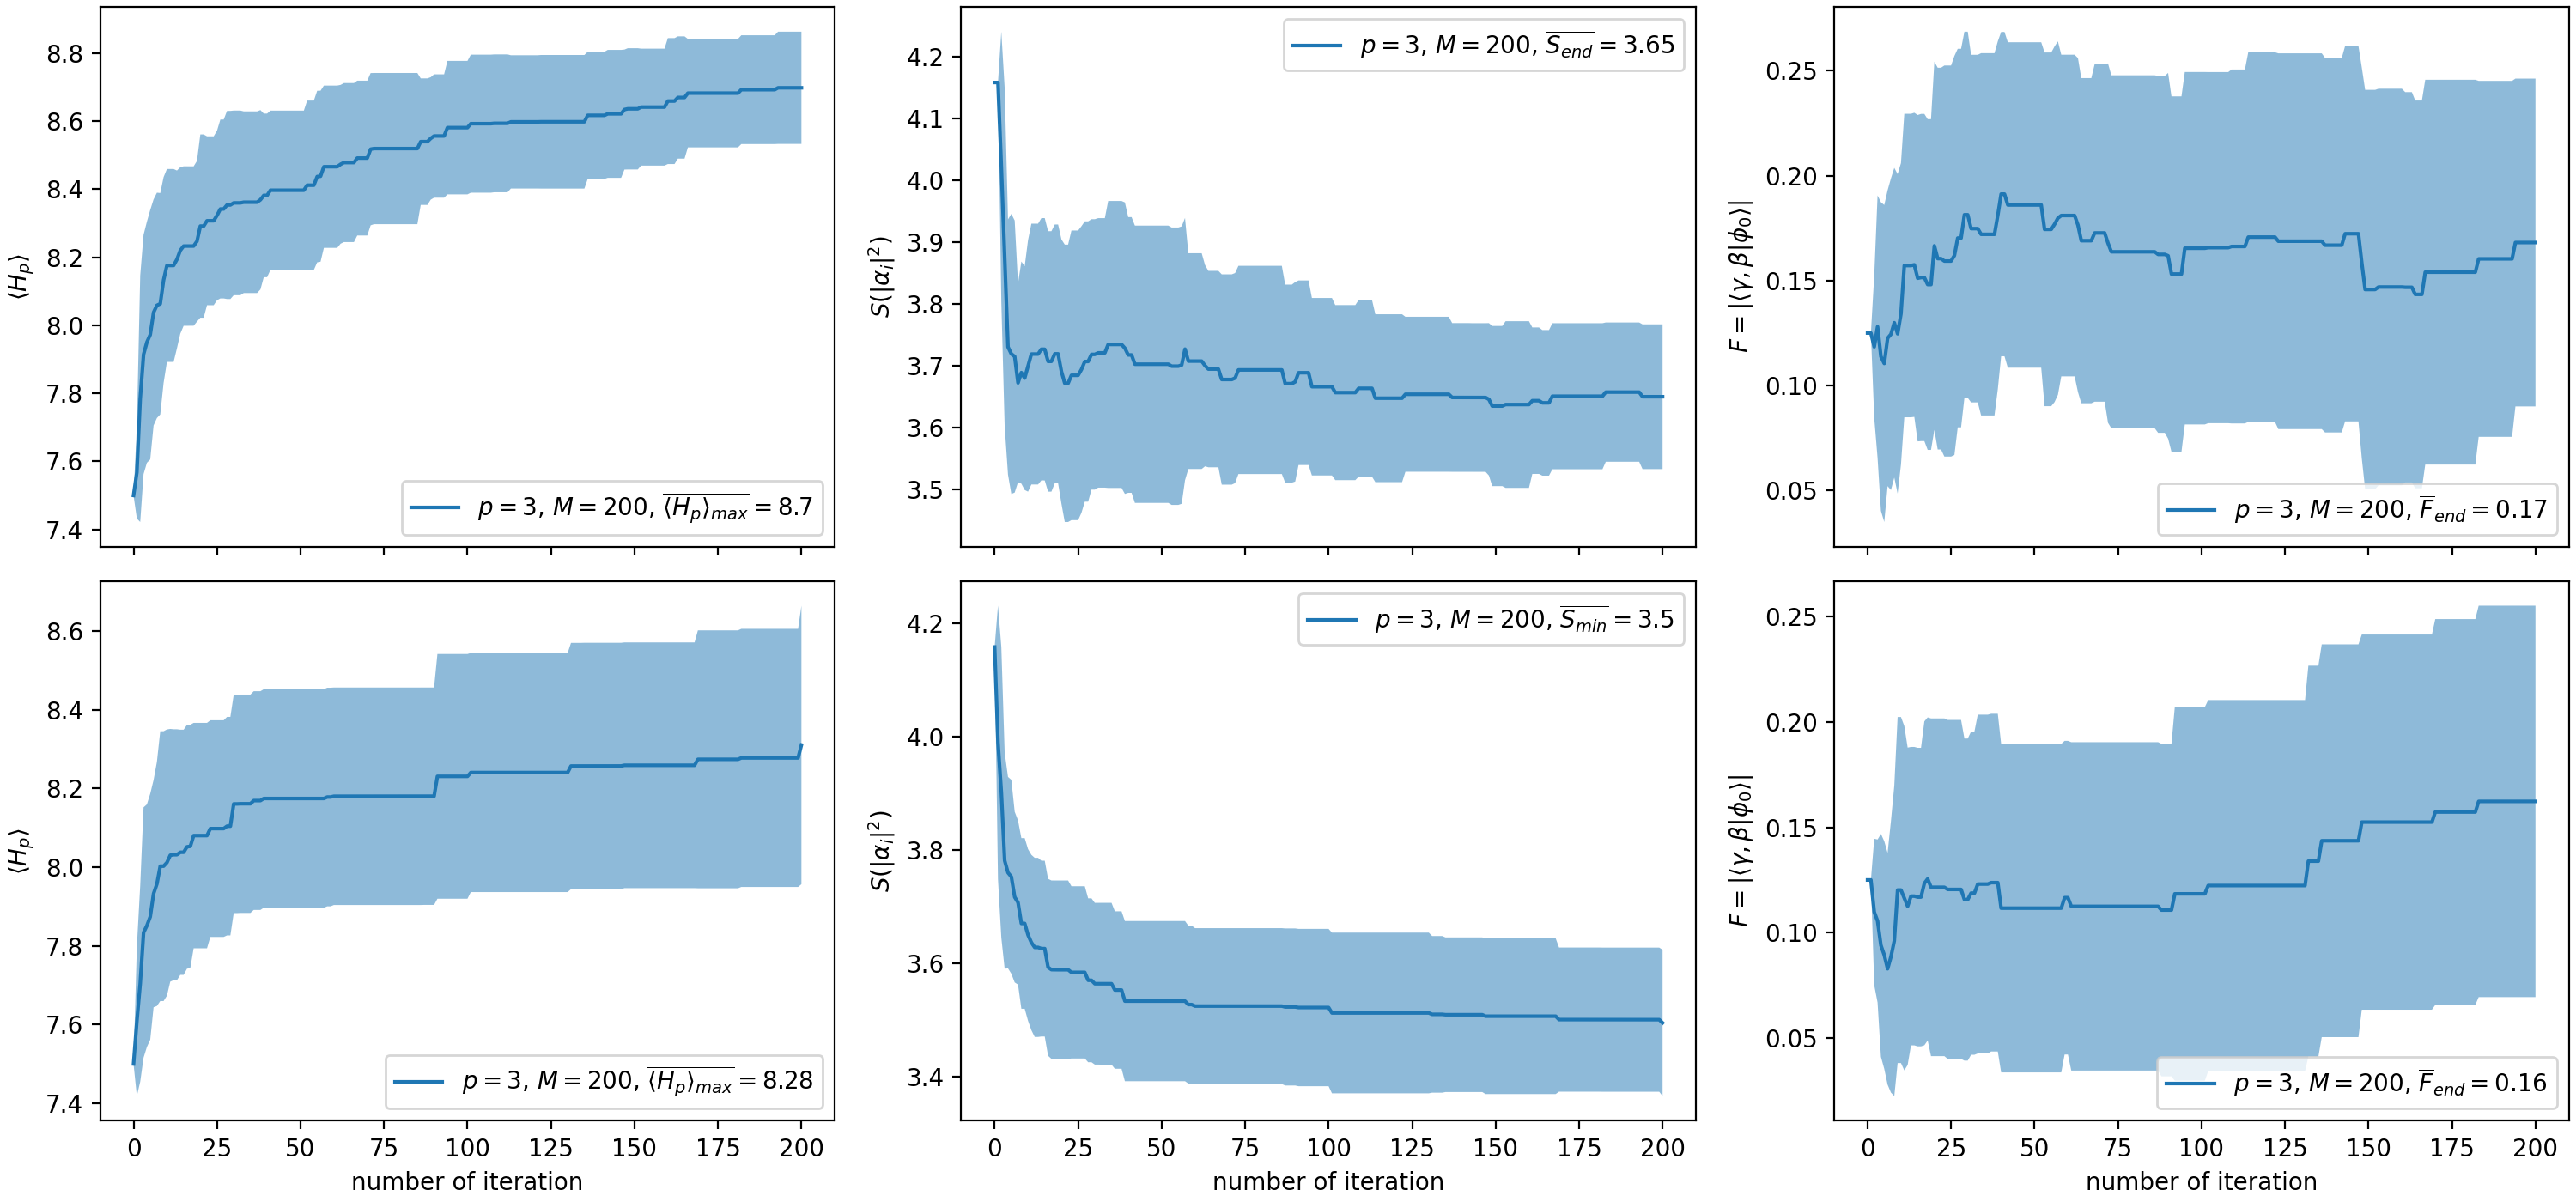 8.8
8.6
8.4
8.2
8.0
7.8
7.6
7.4
⟨H_p⟩
p = 3, M = 200, \overline{⟨H_p⟩_{max}} = 8.7
4.2
4.1
4.0
3.9
3.8
3.7
3.6
3.5
S(|α_i|^2)
p = 3, M = 200, \overline{S_{end}} = 3.65
0.25
0.20
0.15
0.10
0.05
F = |⟨γ, β|ϕ_0⟩|
p = 3, M = 200, \overline{F}_{end} = 0.17
8.6
8.4
8.2
8.0
7.8
7.6
7.4
⟨H_p⟩
p = 3, M = 200, \overline{⟨H_p⟩_{max}} = 8.28
0 25 50 75 100 125 150 175 200
number of iteration
4.2
4.0
3.8
3.6
3.4
S(|α_i|^2)
p = 3, M = 200, \overline{S_{min}} = 3.5
0 25 50 75 100 125 150 175 200
number of iteration
0.25
0.20
0.15
0.10
0.05
F = |⟨γ, β|ϕ_0⟩|
p = 3, M = 200, \overline{F}_{end} = 0.16
0 25 50 75 100 125 150 175 200
number of iteration